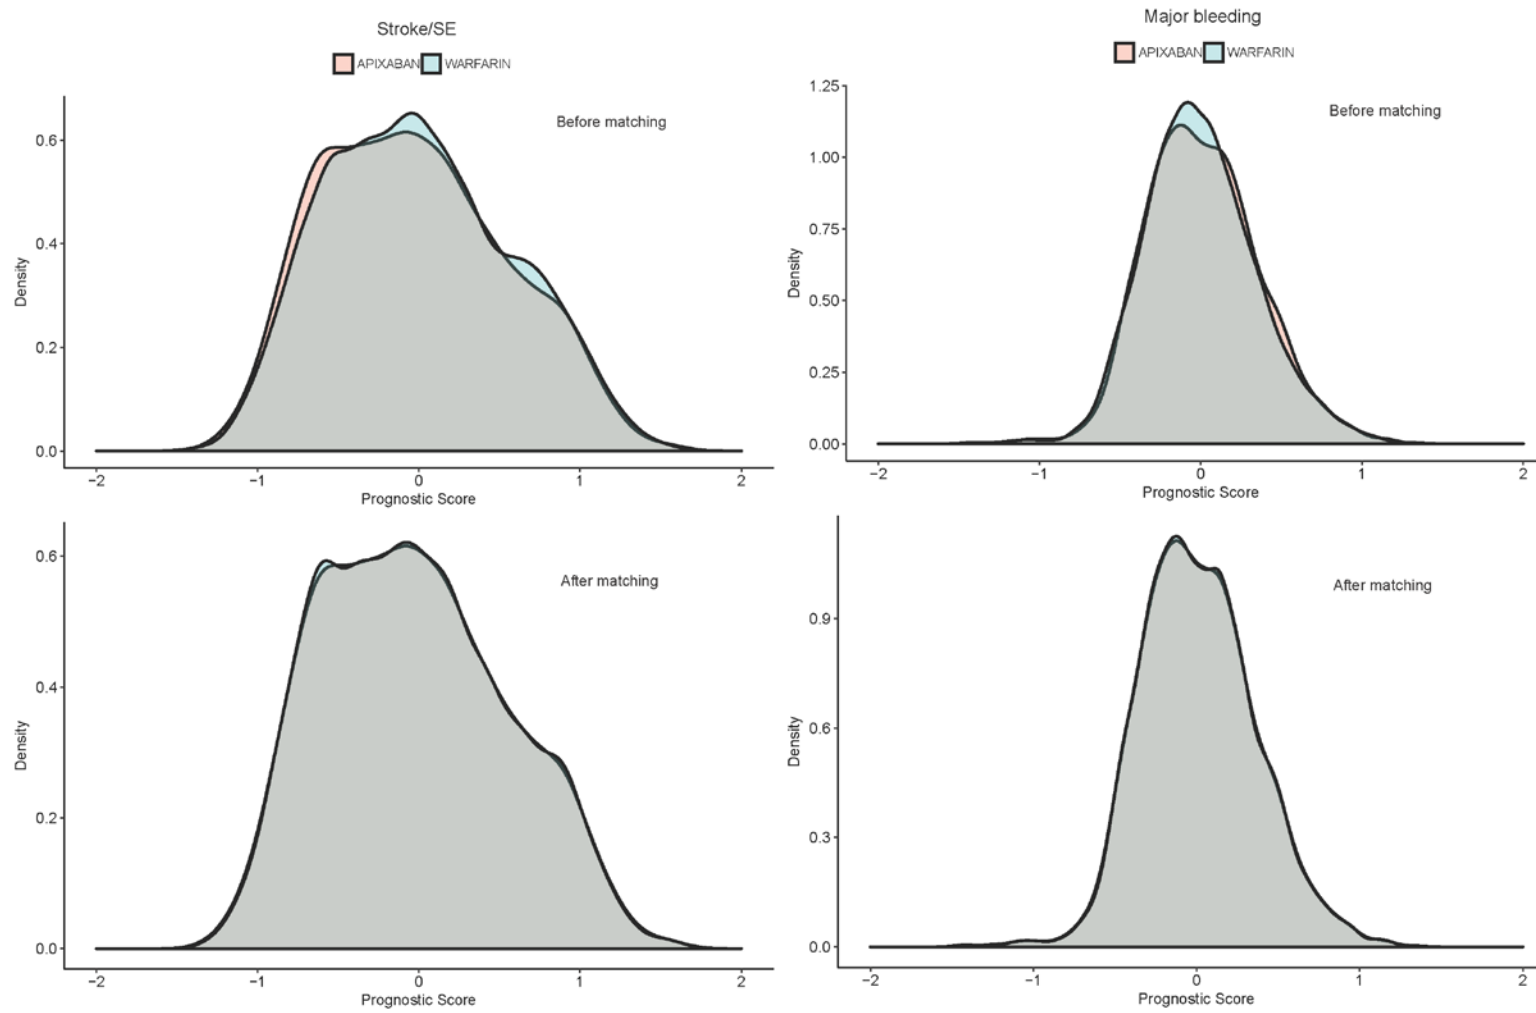 Stroke/SE
APIXABAN WARFARIN
Before matching
Density
0.6
0.4
0.2
0.0
−2 −1 0 1 2
Prognostic Score
Major bleeding
APIXABAN WARFARIN
Before matching
Density
1.25
1.00
0.75
0.50
0.25
0.00
−2 −1 0 1 2
Prognostic Score
After matching
Density
0.6
0.4
0.2
0.0
−2 −1 0 1 2
Prognostic Score
After matching
Density
0.9
0.6
0.3
0.0
−2 −1 0 1 2
Prognostic Score